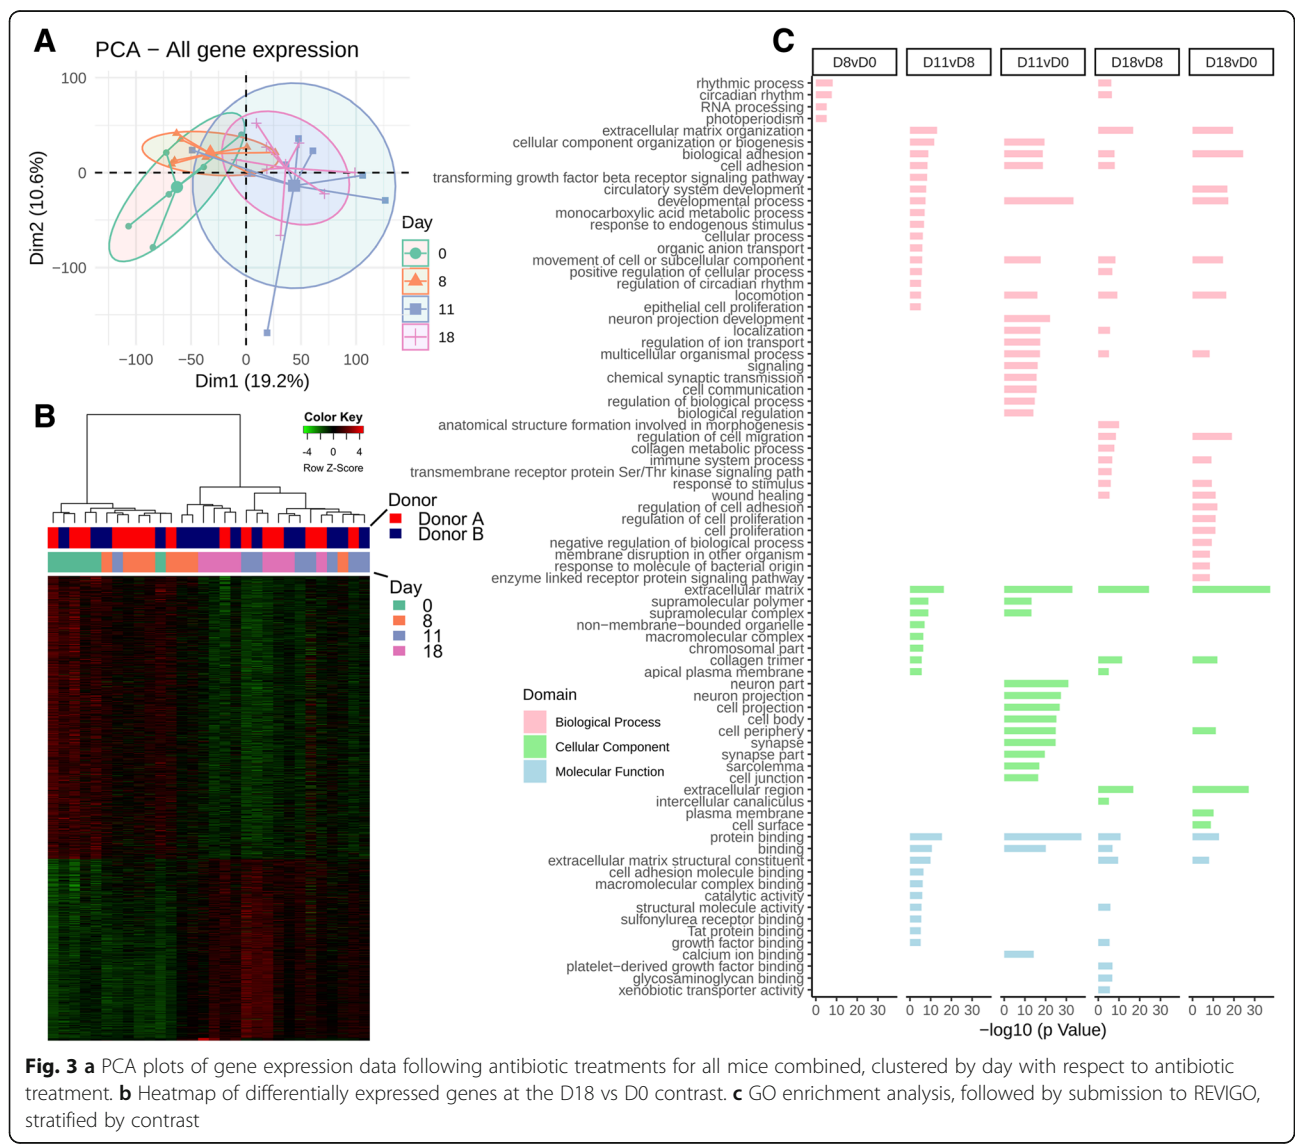 A
PCA − All gene expression
100
0
−100
Dim2 (10.6%)
−100 −50 0 50 100
Dim1 (19.2%)
Day
0
8
11
18
B
Color Key
-4 0 4
Row Z-Score
Donor
Donor A
Donor B
Day
0
8
11
18
C
D8vD0 D11vD8 D11vD0 D18vD8 D18vD0
rhythmic process
circadian rhythm
RNA processing
photoperiodism
extracellular matrix organization
cellular component organization or biogenesis
biological adhesion
cell adhesion
transforming growth factor beta receptor signaling pathway
circulatory system development
developmental process
monocarboxylic acid metabolic process
response to endogenous stimulus
cellular process
organic anion transport
movement of cell or subcellular component
positive regulation of cellular process
regulation of circadian rhythm
locomotion
epithelial cell proliferation
neuron projection development
localization
regulation of ion transport
multicellular organismal process
signaling
chemical synaptic transmission
cell communication
regulation of biological process
biological regulation
anatomical structure formation involved in morphogenesis
regulation of cell migration
collagen metabolic process
immune system process
transmembrane receptor protein Ser/Thr kinase signaling path
response to stimulus
wound healing
regulation of cell adhesion
regulation of cell proliferation
cell proliferation
negative regulation of biological process
membrane disruption in other organism
response to molecule of bacterial origin
enzyme linked receptor protein signaling pathway
extracellular matrix
supramolecular polymer
supramolecular complex
non−membrane−bounded organelle
macromolecular complex
chromosomal part
collagen trimer
apical plasma membrane
neuron part
neuron projection
cell projection
cell body
cell periphery
synapse
synapse part
sarcolemma
cell junction
extracellular region
intercellular canaliculus
plasma membrane
cell surface
protein binding
binding
extracellular matrix structural constituent
cell adhesion molecule binding
macromolecular complex binding
catalytic activity
structural molecule activity
sulfonylurea receptor binding
Tat protein binding
growth factor binding
calcium ion binding
platelet−derived growth factor binding
glycosaminoglycan binding
xenobiotic transporter activity
Domain
Biological Process
Cellular Component
Molecular Function
0 10 20 30 0 10 20 30 0 10 20 30 0 10 20 30 0 10 20 30
−log10 (p Value)
Fig. 3 a PCA plots of gene expression data following antibiotic treatments for all mice combined, clustered by day with respect to antibiotic
treatment. b Heatmap of differentially expressed genes at the D18 vs D0 contrast. c GO enrichment analysis, followed by submission to REVIGO,
stratified by contrast